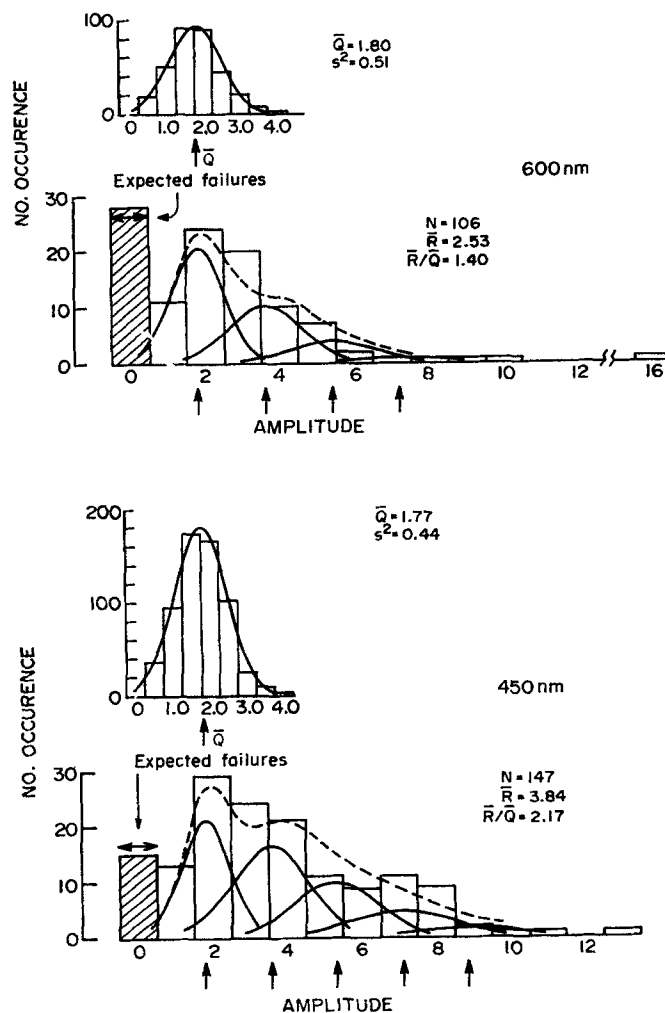 100
Q̄=1.80
s²=0.51
0
0 1.0 2.0 3.0 4.0
Q̄
NO. OCCURENCE
Expected failures
600nm
30
N=106
R̄=2.53
R̄/Q̄=1.40
20
10
0
0 2 4 6 8 10 12 16
AMPLITUDE
200
Q̄=1.77
s²=0.44
100
0
0 1.0 2.0 3.0 4.0
Q̄
NO. OCCURENCE
Expected failures
450nm
30
N=147
R̄=3.84
R̄/Q̄=2.17
20
10
0
0 2 4 6 8 10 12
AMPLITUDE